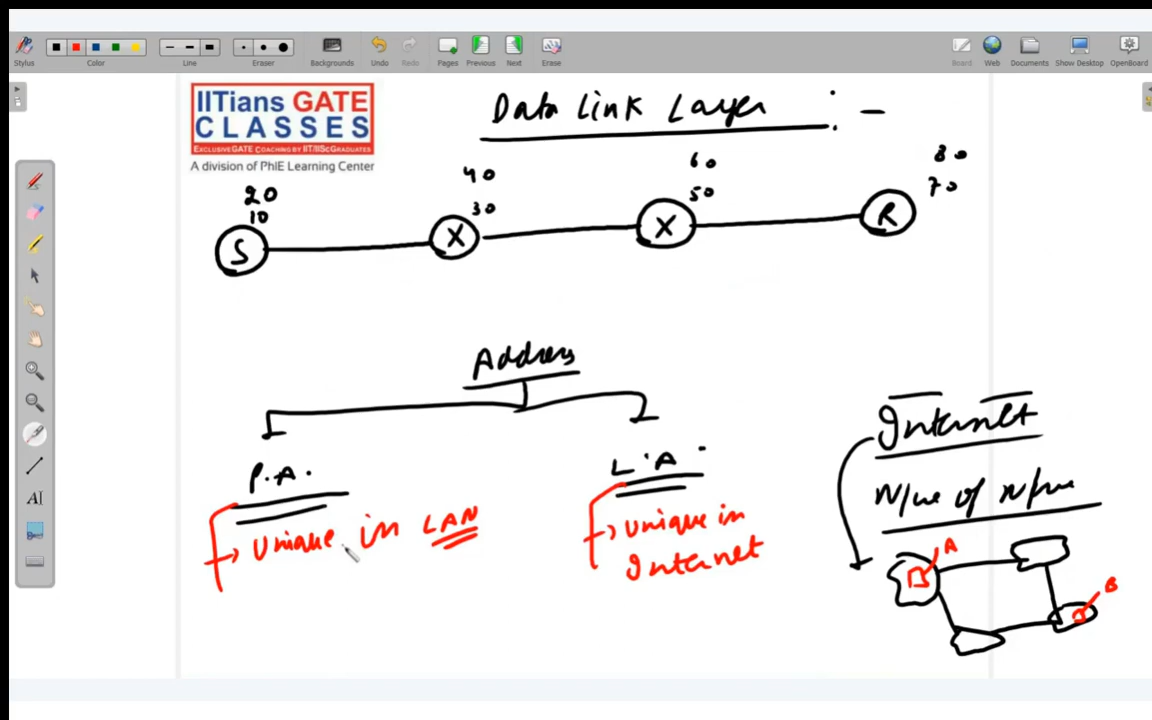 Stylus
Color
Line
Eraser
Backgrounds
Undo
Redo
Pages
Previous
Next
Erase
Board
Web
Documents
Show Desktop
OpenBoard
IITians GATE
CLASSES
EXCLUSIVE GATE COACHING BY IIT/IISc GRADUATES
A division of PhIE Learning Center
Data Link Layer : -
20
10
40
30
60
50
80
70
S
X
X
R
Address
P.A.
L.A.
Unique in LAN
Unique in
Internet
Internet
N/w of N/w
A
B
AI